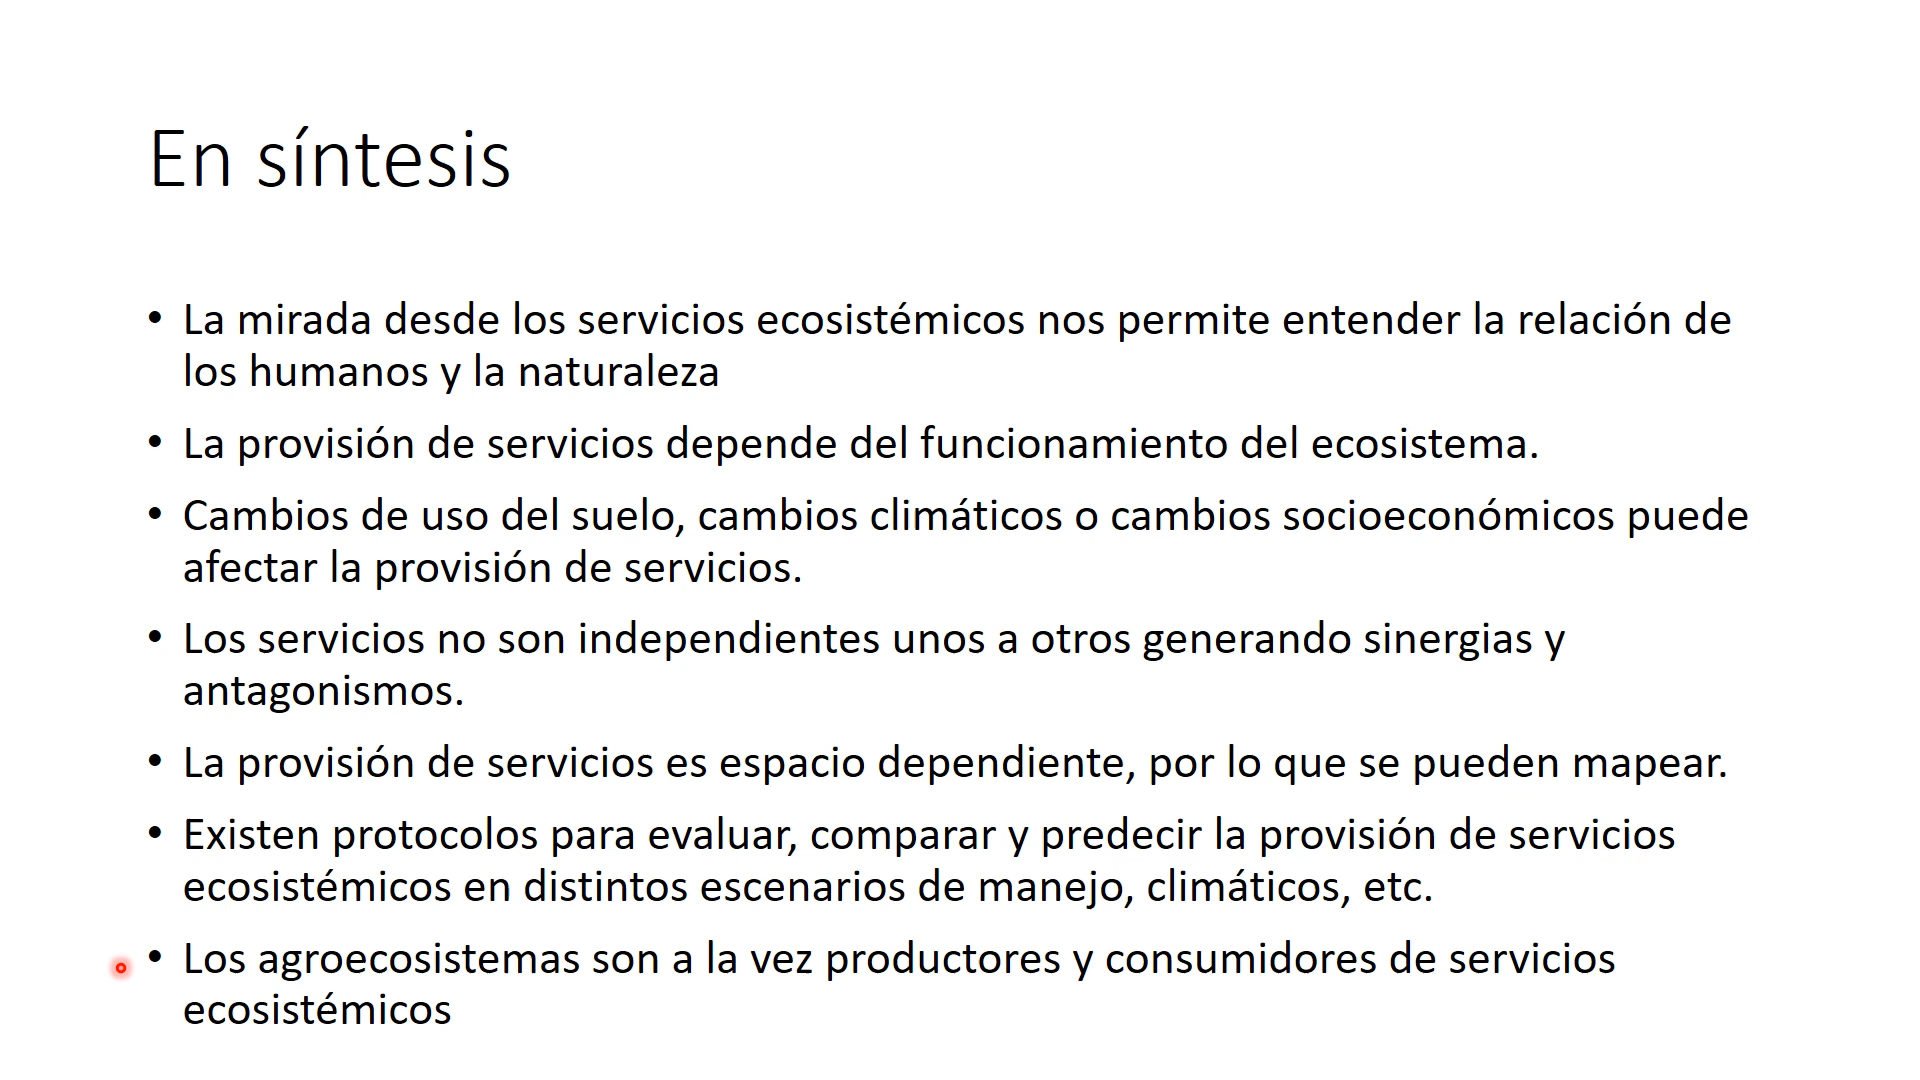 En síntesis
• La mirada desde los servicios ecosistémicos nos permite entender la relación de
los humanos y la naturaleza
• La provisión de servicios depende del funcionamiento del ecosistema.
• Cambios de uso del suelo, cambios climáticos o cambios socioeconómicos puede
afectar la provisión de servicios.
• Los servicios no son independientes unos a otros generando sinergias y
antagonismos.
• La provisión de servicios es espacio dependiente, por lo que se pueden mapear.
• Existen protocolos para evaluar, comparar y predecir la provisión de servicios
ecosistémicos en distintos escenarios de manejo, climáticos, etc.
• Los agroecosistemas son a la vez productores y consumidores de servicios
ecosistémicos